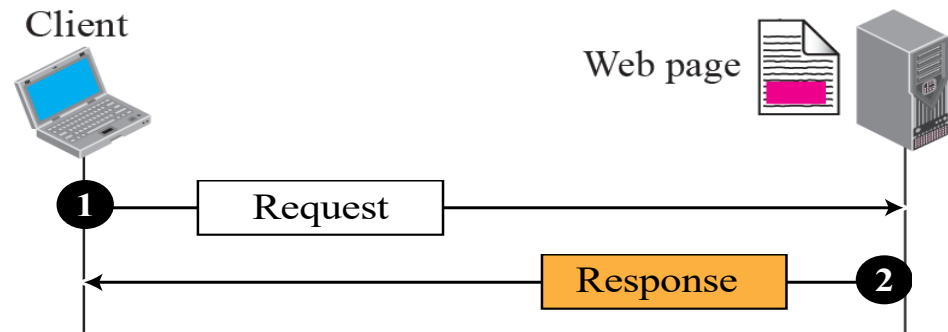 Client
Web page
1
Request
Response
2